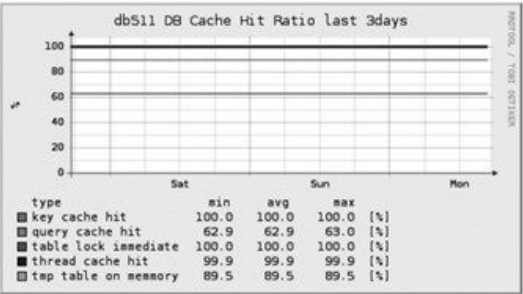 db511 DB Cache Hit Ratio last 3days
RRDTOOL / TOBI OETIKER
100
80
60
40
20
0
%
Sat Sun Mon
type min avg max
key cache hit 100.0 100.0 100.0 [%]
query cache hit 62.9 62.9 63.0 [%]
table lock immediate 100.0 100.0 100.0 [%]
thread cache hit 99.9 99.9 99.9 [%]
tmp table on memmory 89.5 89.5 89.5 [%]